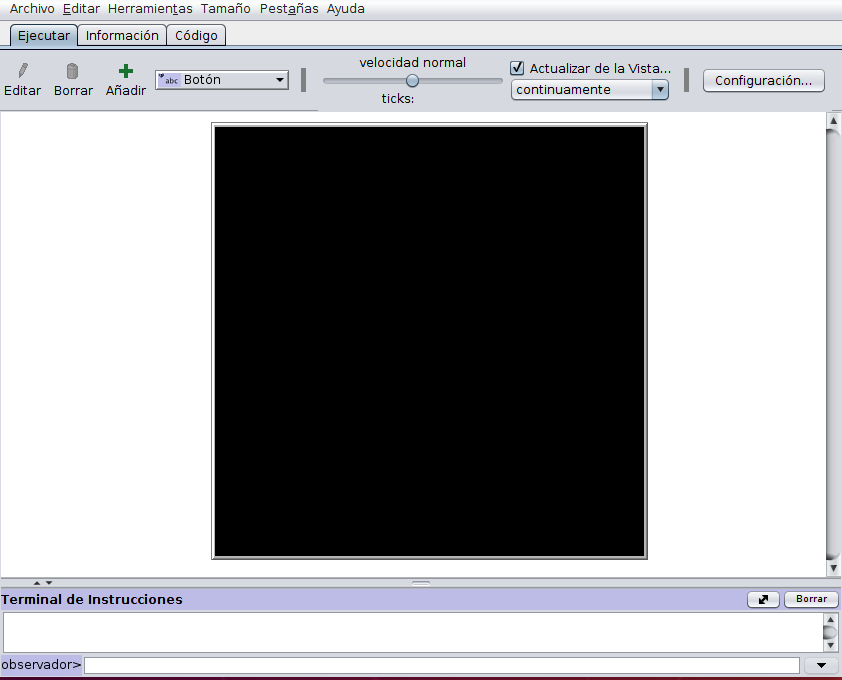 Archivo Editar Herramientas Tamaño Pestañas Ayuda
Ejecutar Información Código
velocidad normal
Actualizar de la Vista...
Editar Borrar Añadir abc Botón
ticks:
continuamente
Configuración...
Terminal de Instrucciones
Borrar
observador>